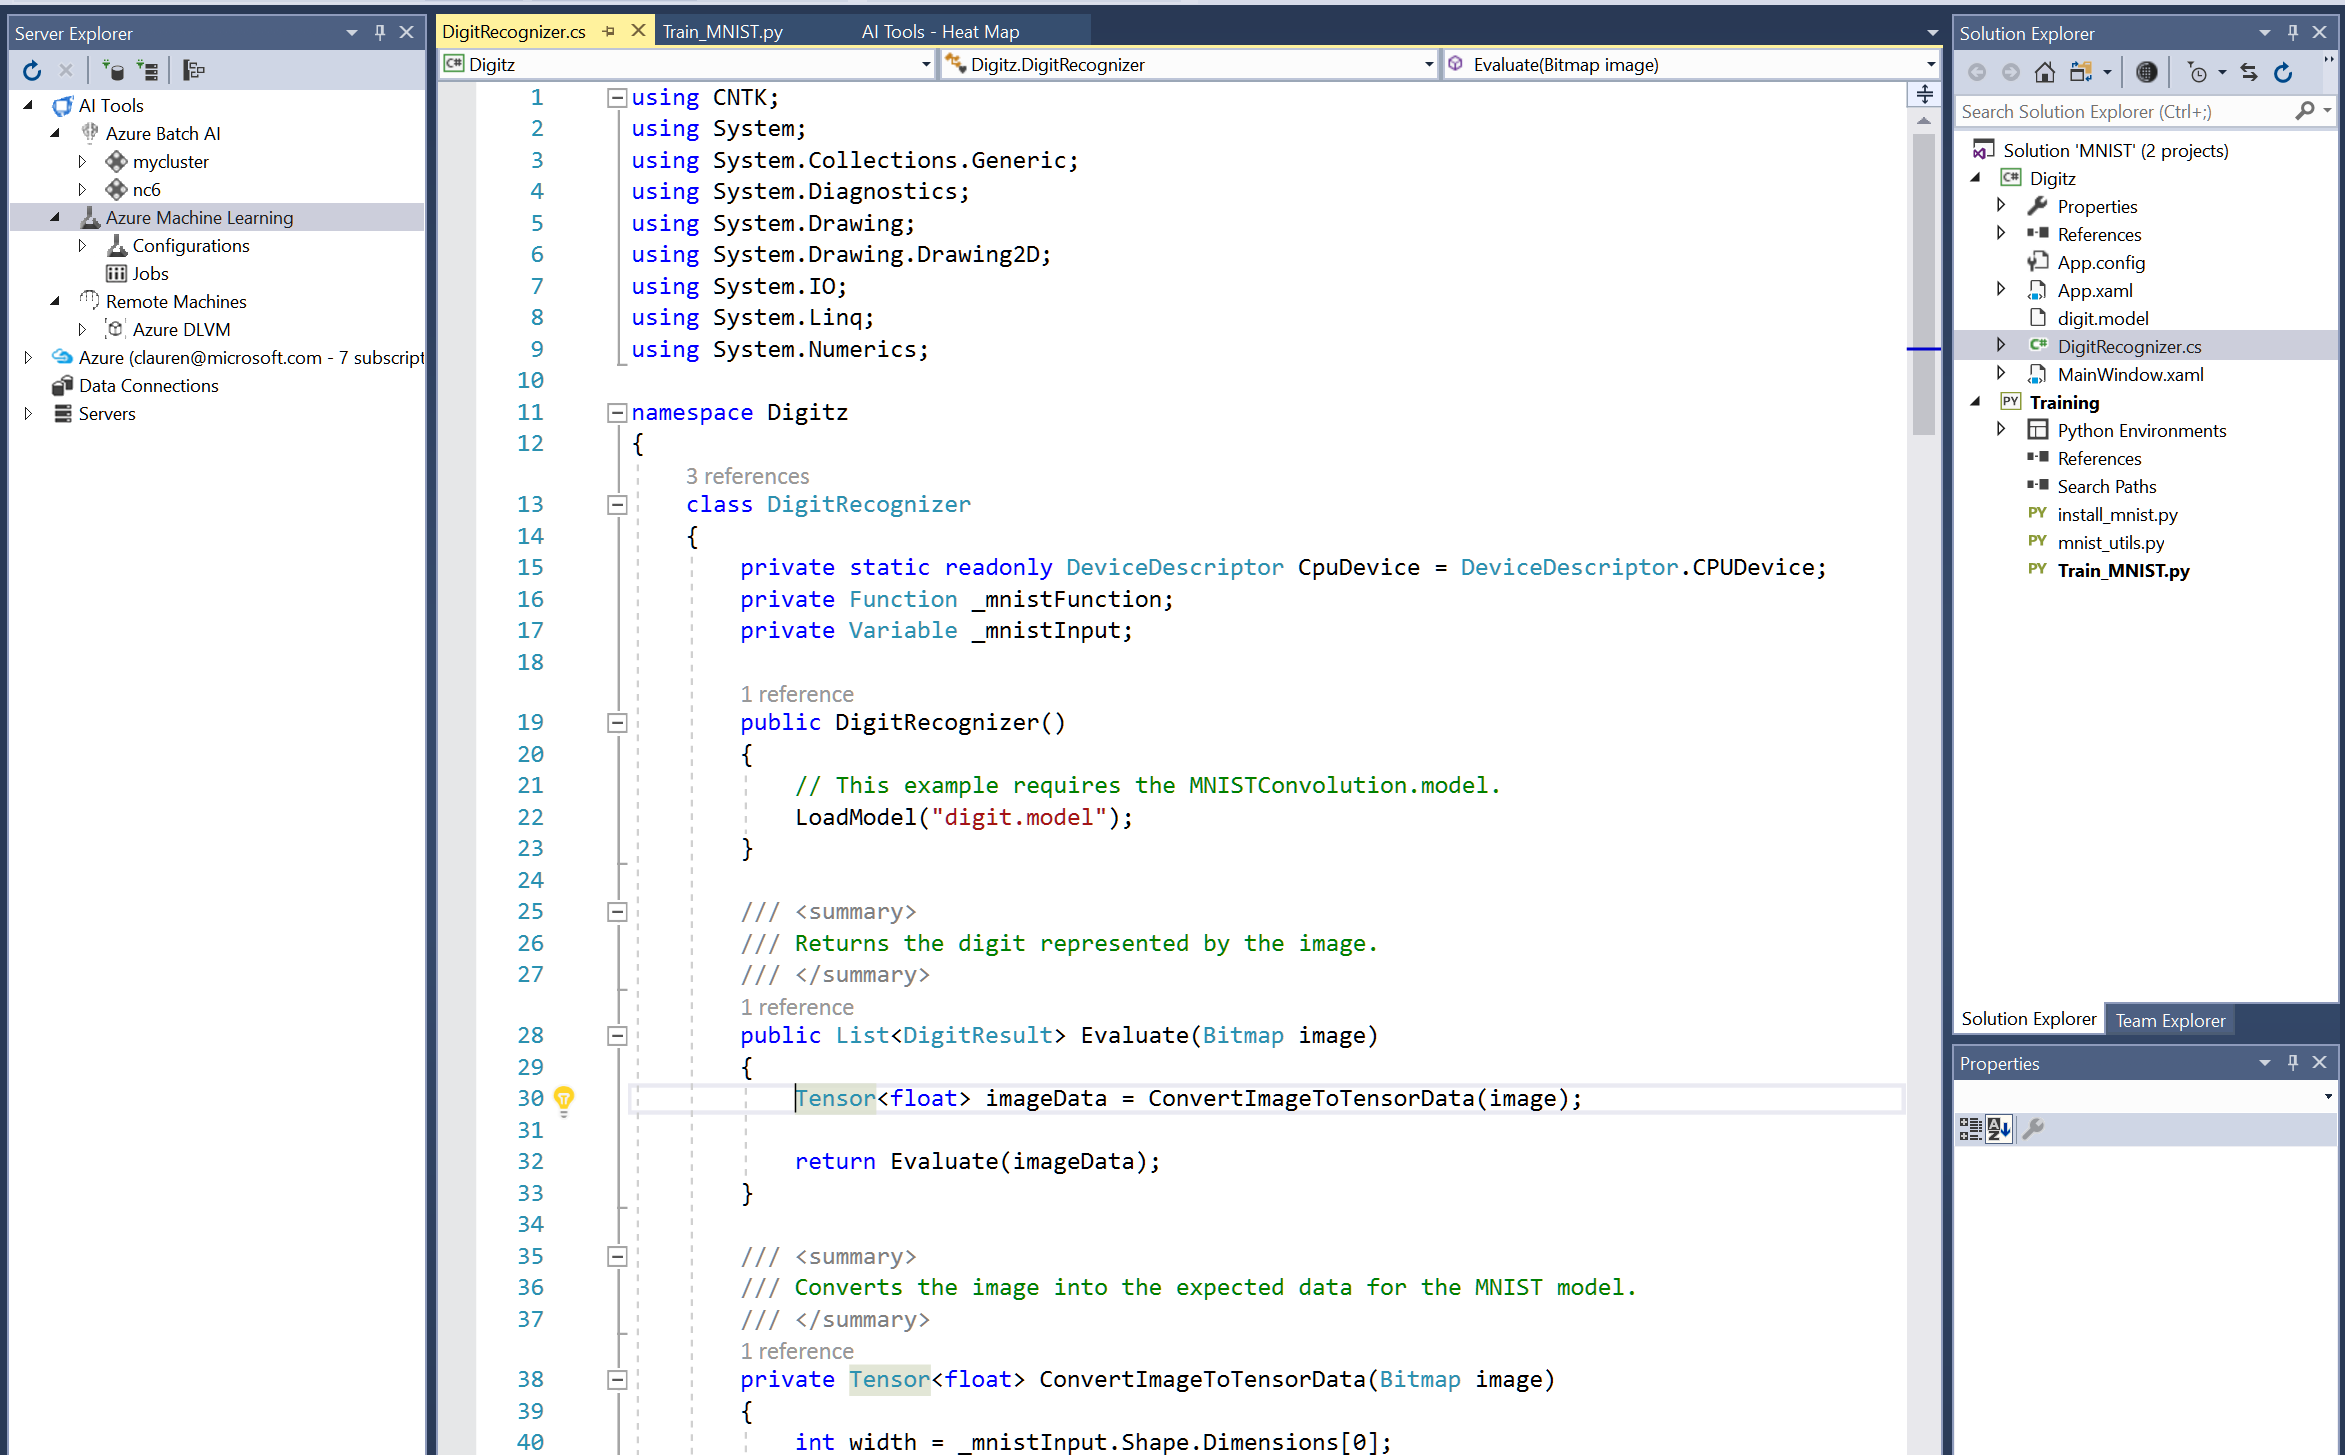 Server Explorer
AI Tools
Azure Batch AI
mycluster
nc6
Azure Machine Learning
Configurations
Jobs
Remote Machines
Azure DLVM
Azure (clauren@microsoft.com - 7 subscript
Data Connections
Servers
DigitRecognizer.cs
Train_MNIST.py
AI Tools - Heat Map
C# Digitz
Digitz.DigitRecognizer
Evaluate(Bitmap image)
1 using CNTK;
2 using System;
3 using System.Collections.Generic;
4 using System.Diagnostics;
5 using System.Drawing;
6 using System.Drawing.Drawing2D;
7 using System.IO;
8 using System.Linq;
9 using System.Numerics;
10
11 namespace Digitz
12 {
3 references
13 class DigitRecognizer
14 {
15 private static readonly DeviceDescriptor CpuDevice = DeviceDescriptor.CPUDevice;
16 private Function _mnistFunction;
17 private Variable _mnistInput;
18
1 reference
19 public DigitRecognizer()
20 {
21 // This example requires the MNISTConvolution.model.
22 LoadModel("digit.model");
23 }
24
25 /// <summary>
26 /// Returns the digit represented by the image.
27 /// </summary>
1 reference
28 public List<DigitResult> Evaluate(Bitmap image)
29 {
30 Tensor<float> imageData = ConvertImageToTensorData(image);
31
32 return Evaluate(imageData);
33 }
34
35 /// <summary>
36 /// Converts the image into the expected data for the MNIST model.
37 /// </summary>
1 reference
38 private Tensor<float> ConvertImageToTensorData(Bitmap image)
39 {
40 int width = _mnistInput.Shape.Dimensions[0];
Solution Explorer
Search Solution Explorer (Ctrl+;)
Solution 'MNIST' (2 projects)
C# Digitz
Properties
References
App.config
App.xaml
digit.model
C# DigitRecognizer.cs
MainWindow.xaml
PY Training
Python Environments
References
Search Paths
PY install_mnist.py
PY mnist_utils.py
PY Train_MNIST.py
Solution Explorer
Team Explorer
Properties